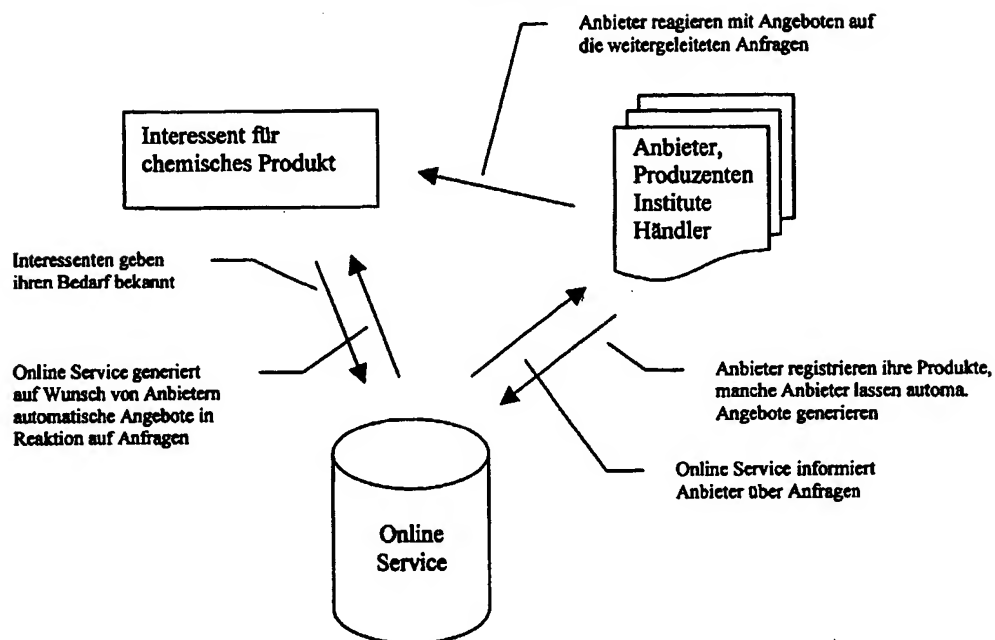 Anbieter reagieren mit Angeboten auf
die weitergeleiteten Anfragen
Interessent für
chemisches Produkt
Anbieter,
Produzenten
Institute
Händler
Interessenten geben
ihren Bedarf bekannt
Online Service generiert
auf Wunsch von Anbietern
automatische Angebote in
Reaktion auf Anfragen
Anbieter registrieren ihre Produkte,
manche Anbieter lassen automa.
Angebote generieren
Online Service informiert
Anbieter über Anfragen
Online
Service